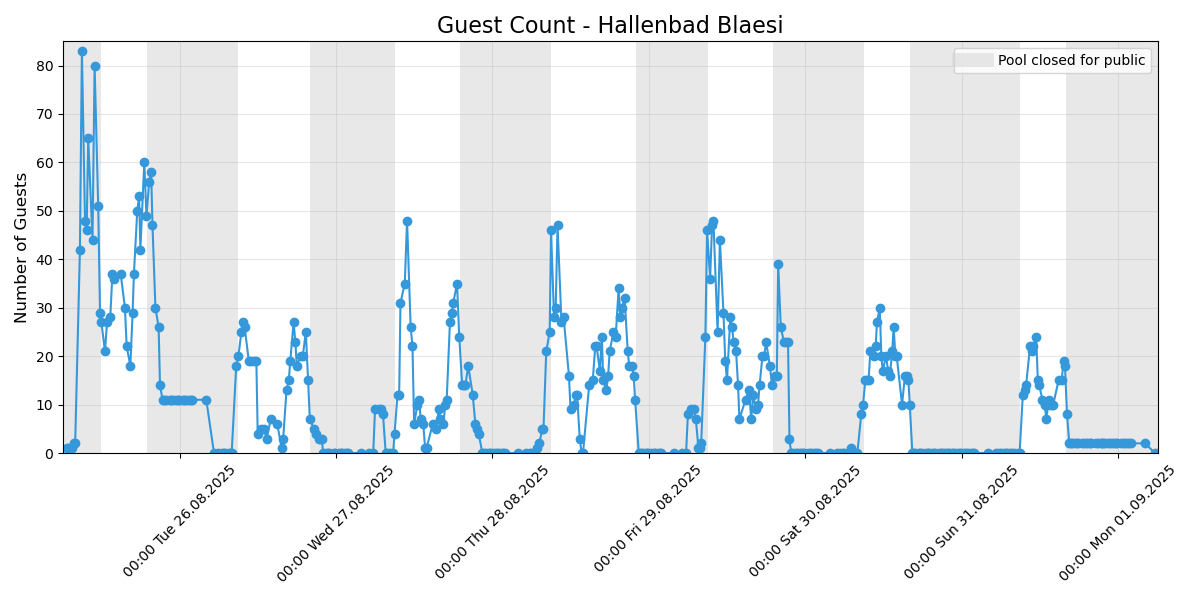 Guest Count - Hallenbad Blaesi
Pool closed for public
Number of Guests
80
70
60
50
40
30
20
10
0
00:00 Tue 26.08.2025
00:00 Wed 27.08.2025
00:00 Thu 28.08.2025
00:00 Fri 29.08.2025
00:00 Sat 30.08.2025
00:00 Sun 31.08.2025
00:00 Mon 01.09.2025